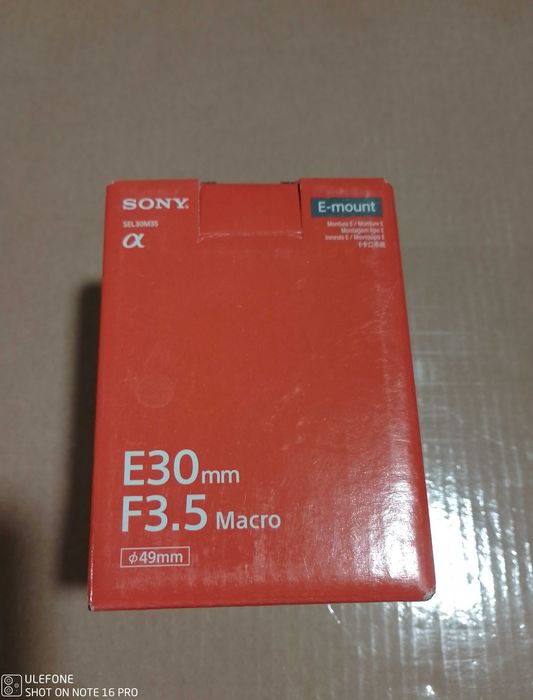 SONY
SEL30M35
α
E-mount
Montura E / Monture E
Montagem tipo E
Innesto E /
E卡口系统
E30mm
F3.5 Macro
φ49mm
ULEFONE
SHOT ON NOTE 16 PRO